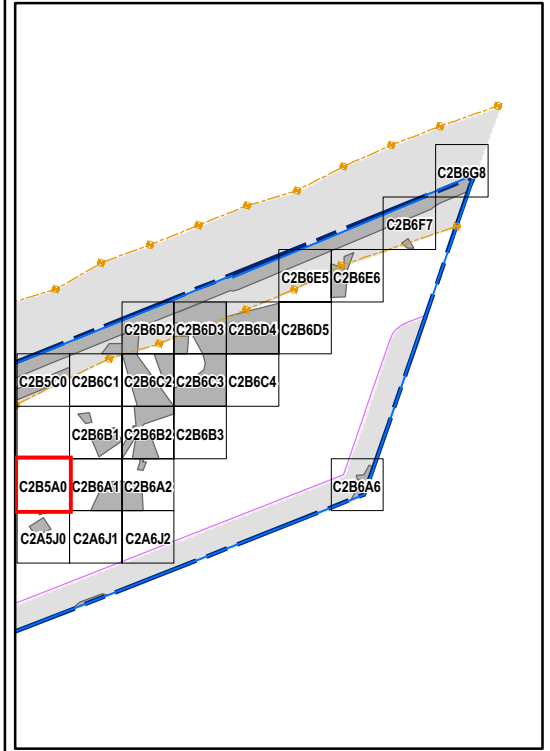 C2B6G8
C2B6F7
C2B6E5 C2B6E6
C2B6D2 C2B6D3 C2B6D4 C2B6D5
C2B5C0 C2B6C1 C2B6C2 C2B6C3 C2B6C4
C2B6B1 C2B6B2 C2B6B3
C2B5A0 C2B6A1 C2B6A2 C2B6A6
C2A5J0 C2A6J1 C2A6J2